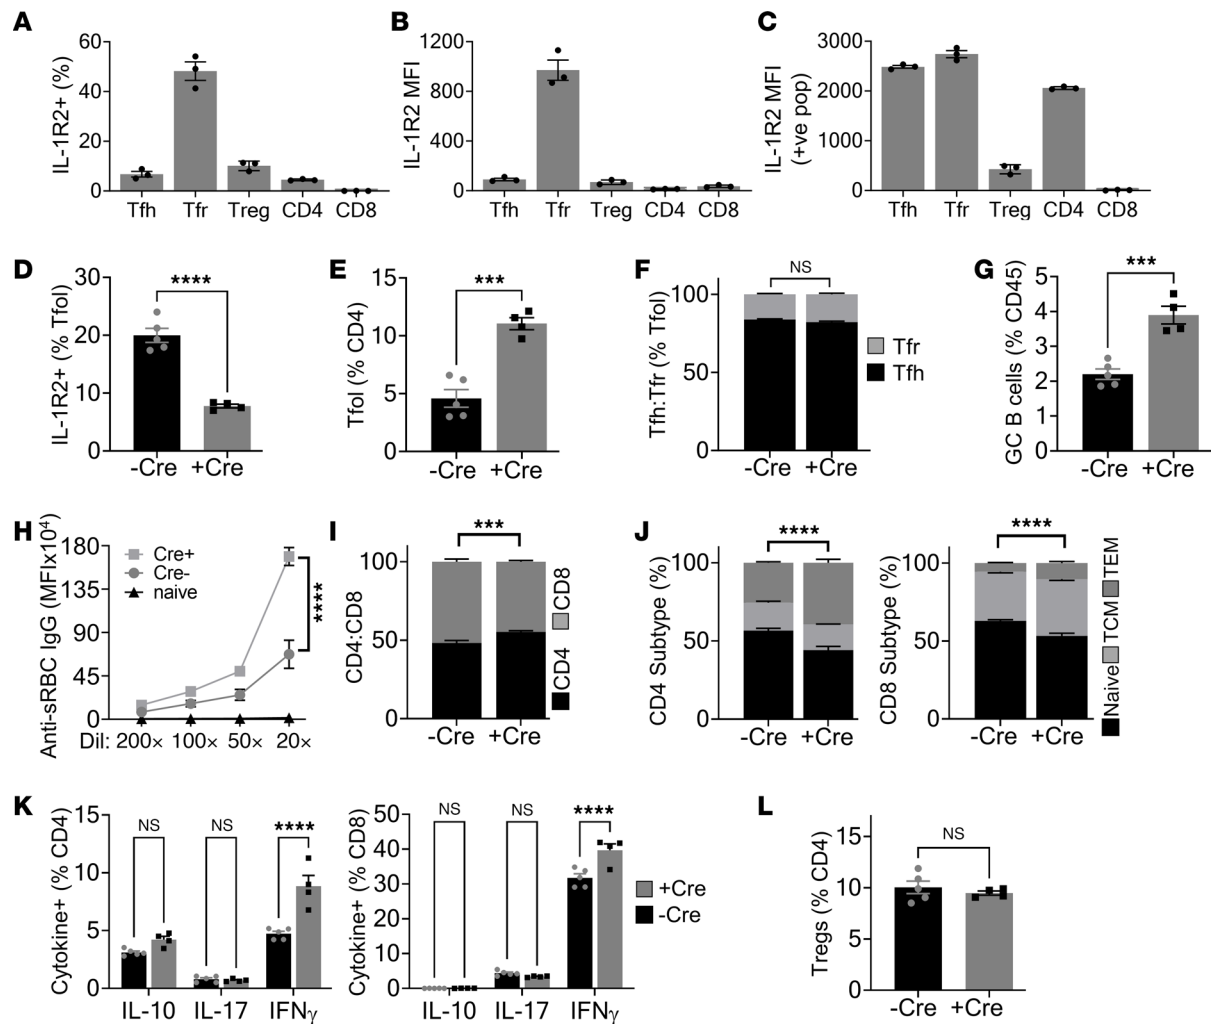 A
IL-1R2+ (%)
60
40
20
0
Tfh Tfr Treg CD4 CD8
B
IL-1R2 MFI
1200
800
400
0
Tfh Tfr Treg CD4 CD8
C
IL-1R2 MFI
(+ve pop)
3000
2000
1000
0
Tfh Tfr Treg CD4 CD8
D
IL-1R2+ (% Tfol)
30
20
10
0
****
-Cre +Cre
E
Tfol (% CD4)
15
10
5
0
***
-Cre +Cre
F
Tfh:Tfr (% Tfol)
100
50
0
NS
-Cre +Cre
Tfr
Tfh
G
GC B cells (% CD45)
5
4
3
2
1
0
***
-Cre +Cre
H
Anti-sRBC IgG (MFIx10⁴)
180
135
90
45
0
Cre+
Cre-
naive
****
Dil: 200× 100× 50× 20×
I
CD4:CD8
100
50
0
***
-Cre +Cre
CD4 CD8
J
CD4 Subtype (%)
100
50
0
****
-Cre +Cre
CD8 Subtype (%)
100
50
0
****
-Cre +Cre
Naive TCM TEM
K
Cytokine+ (% CD4)
15
10
5
0
NS NS ****
IL-10 IL-17 IFNγ
Cytokine+ (% CD8)
50
40
30
20
10
0
NS NS ****
IL-10 IL-17 IFNγ
+Cre
-Cre
L
Tregs (% CD4)
15
10
5
0
NS
-Cre +Cre